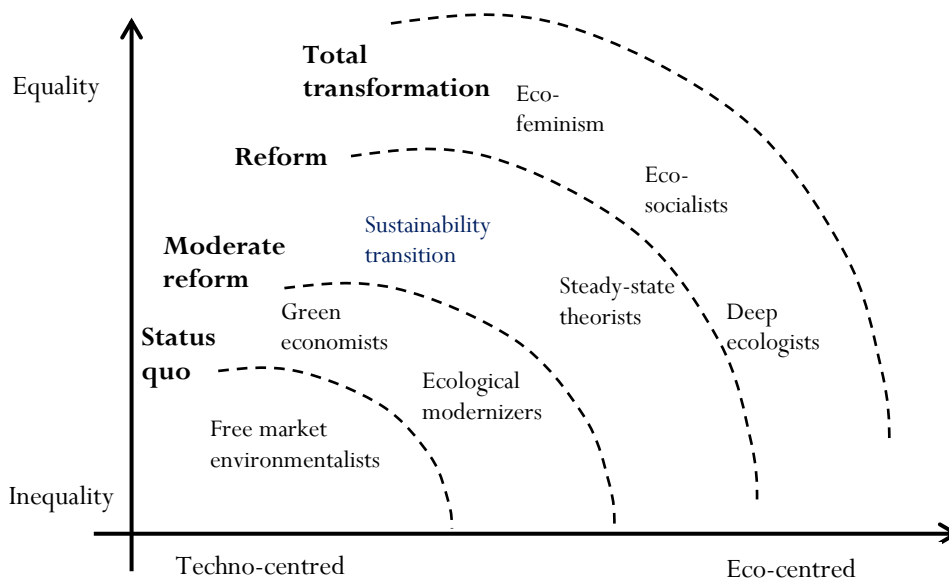 Equality
Total
transformation
Eco-
feminism
Reform
Eco-
socialists
Sustainability
transition
Moderate
reform
Steady-state
theorists
Green
economists
Deep
ecologists
Status
quo
Ecological
modernizers
Free market
environmentalists
Inequality
Techno-centred
Eco-centred